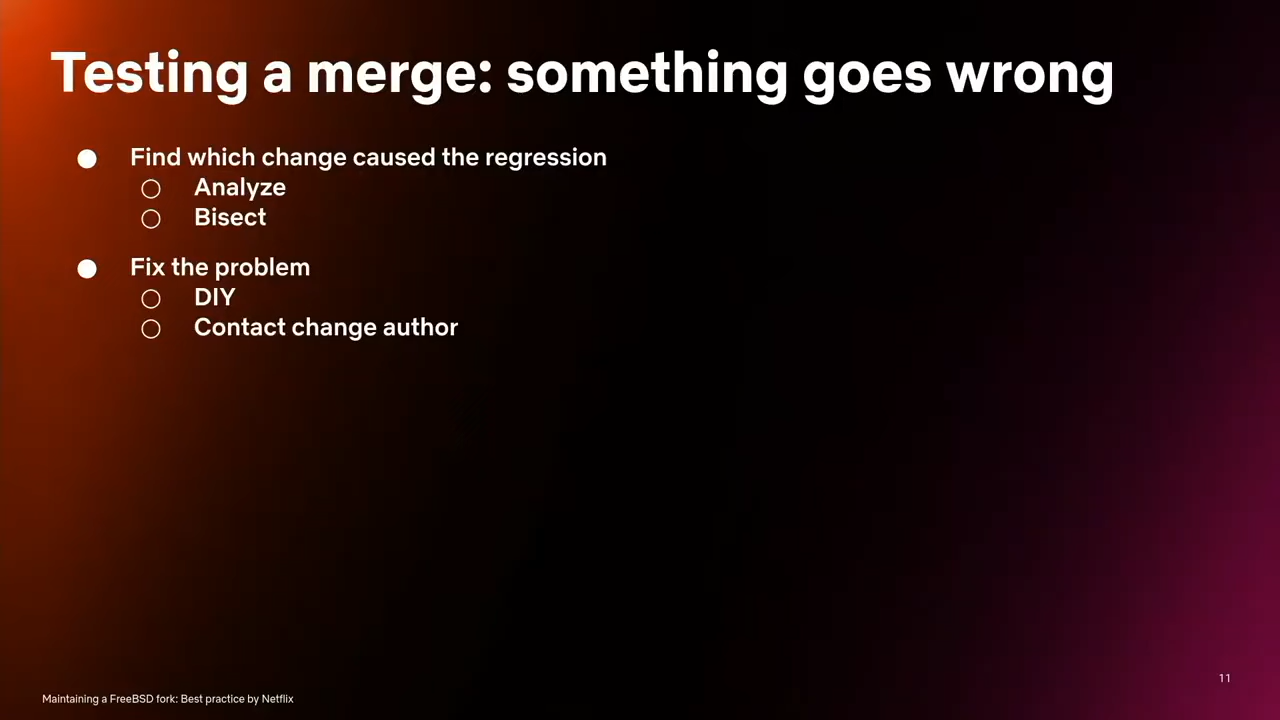 Testing a merge: something goes wrong
● Find which change caused the regression
○ Analyze
○ Bisect
● Fix the problem
○ DIY
○ Contact change author
11
Maintaining a FreeBSD fork: Best practice by Netflix